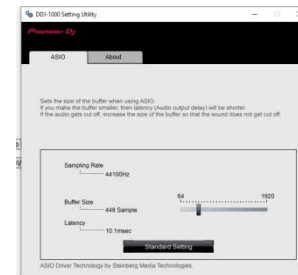 DDJ-1000 Setting Utility
Pioneer Dj
ASIO About
Sets the size of the buffer when using ASIO.
If you make the buffer smaller, then latency (Audio output delay) will be shorter.
If the audio gets cut off, increase the size of the buffer so that the sound does not get cut off.
Sampling Rate
44100Hz
Buffer Size
448 Sample
64 1920
Latency
10.1msec
Standard Setting
ASIO Driver Technology by Steinberg Media Technologies.